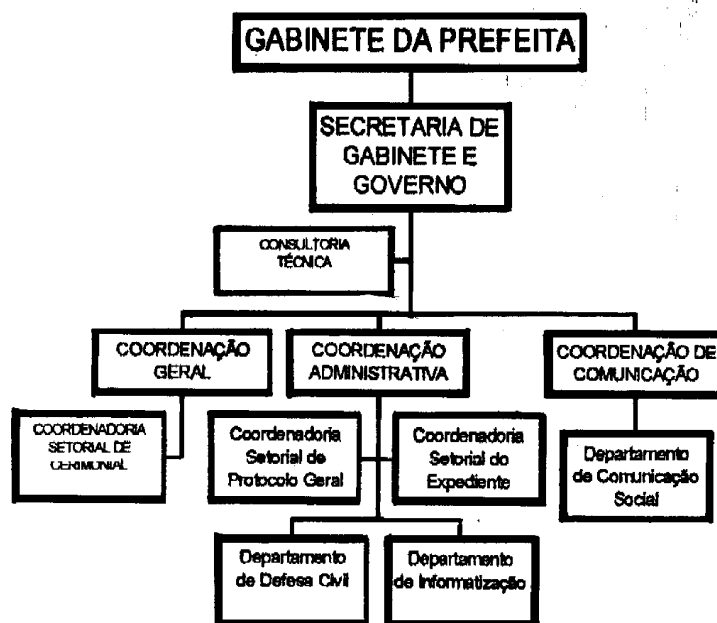 GABINETE DA PREFEITA
SECRETARIA DE
GABINETE E
GOVERNO
CONSULTORIA
TÉCNICA
COORDENAÇÃO
GERAL
COORDENAÇÃO
ADMINISTRATIVA
COORDENAÇÃO DE
COMUNICAÇÃO
COORDENADORIA
SETORIAL DE
CERIMONIAL
Coordenadoria
Setorial de
Protocolo Geral
Coordenadoria
Setorial do
Expediente
Departamento
de Comunicação
Social
Departamento
de Defesa Civil
Departamento
de Informatização